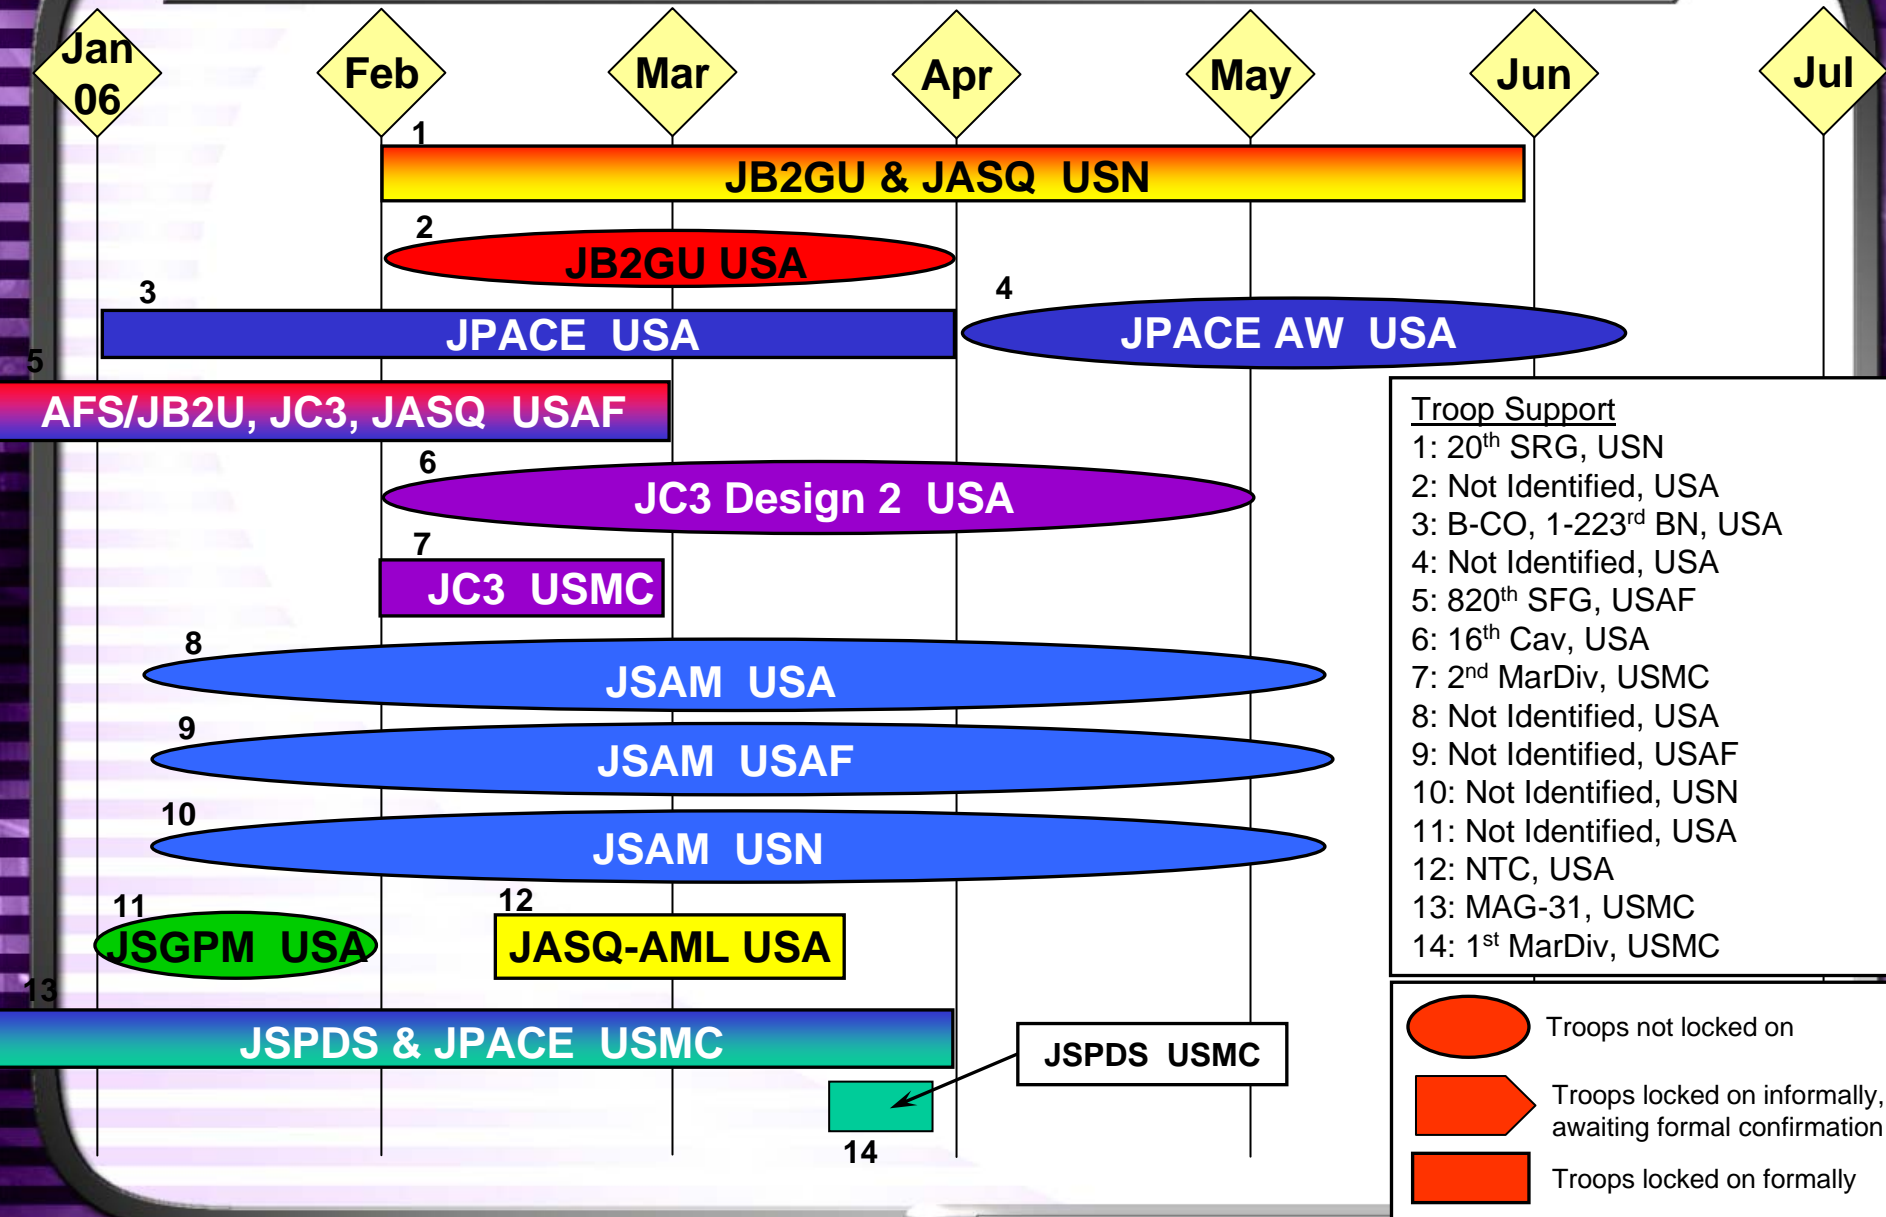 Jan
06
Feb
Mar
Apr
May
Jun
Jul
1
JB2GU & JASQ USN
2
JB2GU USA
3
JPACE USA
4
JPACE AW USA
5
AFS/JB2U, JC3, JASQ USAF
6
JC3 Design 2 USA
7
JC3 USMC
8
JSAM USA
9
JSAM USAF
10
JSAM USN
11
JSGPM USA
12
JASQ-AML USA
13
JSPDS & JPACE USMC
JSPDS USMC
14
Troop Support
1: 20th SRG, USN
2: Not Identified, USA
3: B-CO, 1-223rd BN, USA
4: Not Identified, USA
5: 820th SFG, USAF
6: 16th Cav, USA
7: 2nd MarDiv, USMC
8: Not Identified, USA
9: Not Identified, USAF
10: Not Identified, USN
11: Not Identified, USA
12: NTC, USA
13: MAG-31, USMC
14: 1st MarDiv, USMC
Troops not locked on
Troops locked on informally,
awaiting formal confirmation
Troops locked on formally